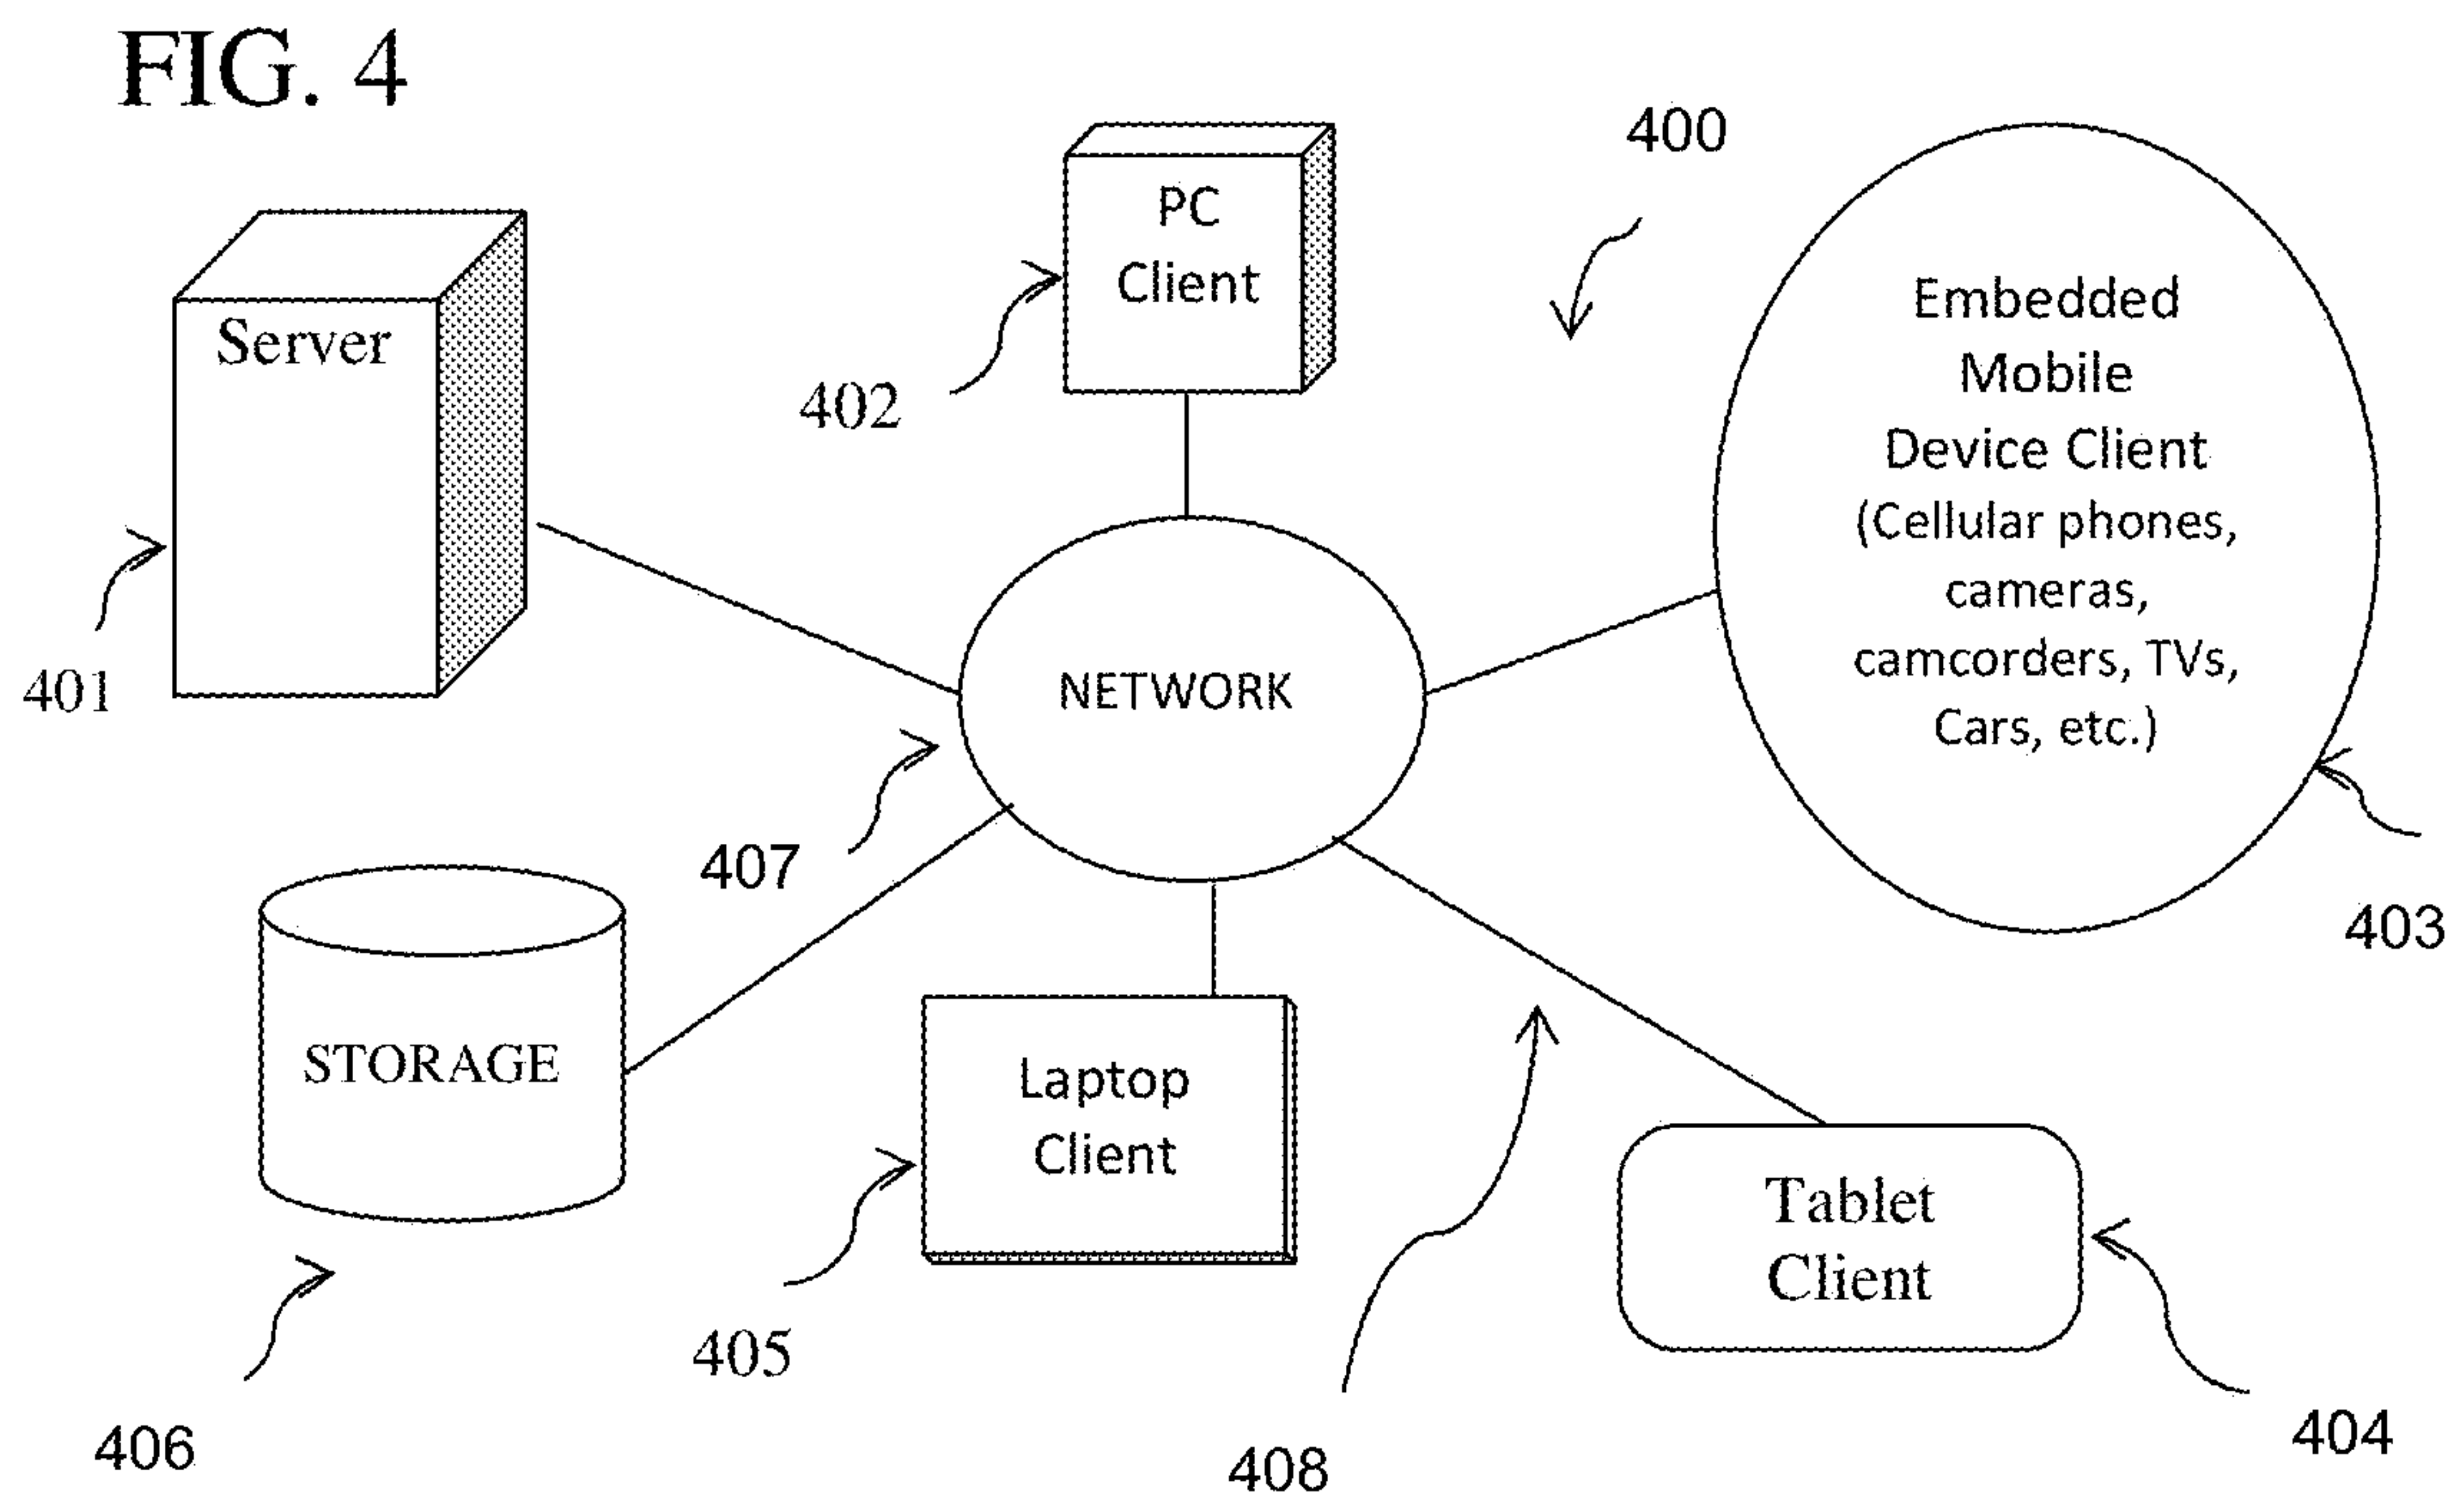 FIG. 4
400
PC
Client
402
Server
401
Embedded
Mobile
Device Client
(Cellular phones,
cameras,
camcorders, TVs,
Cars, etc.)
403
NETWORK
407
STORAGE
406
Laptop
Client
405
408
Tablet
Client
404